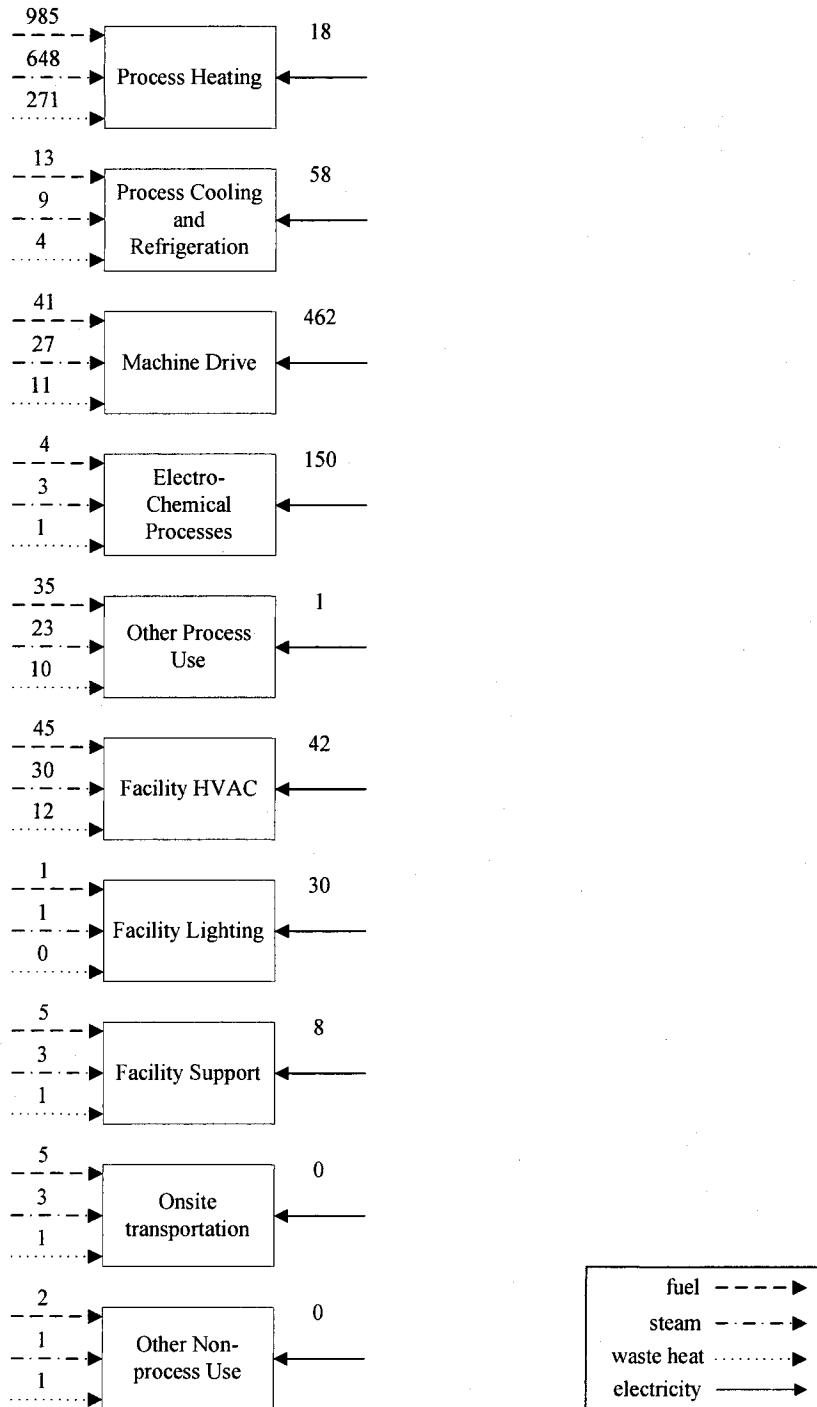 985
18
648
Process Heating
271
13
58
Process Cooling
9
and
Refrigeration
4
41
462
27
Machine Drive
11
4
150
Electro-
3
Chemical
Processes
1
35
1
Other Process
23
Use
10
45
42
30
Facility HVAC
12
1
30
1
Facility Lighting
0
5
8
3
Facility Support
1
5
0
Onsite
3
transportation
1
2
0
Other Non-
1
process Use
1
fuel
steam
waste heat
electricity